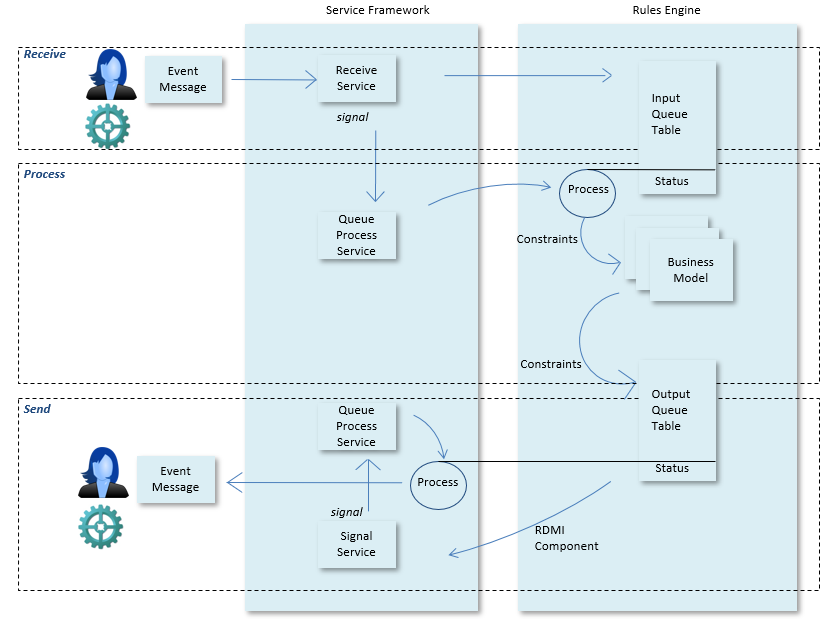 Service Framework
Rules Engine
Receive
Event
Message
Receive
Service
signal
Input
Queue
Table
Status
Process
Queue
Process
Service
Process
Constraints
Business
Model
Constraints
Output
Queue
Table
Status
Send
Queue
Process
Service
Event
Message
Process
signal
Signal
Service
RDMI
Component